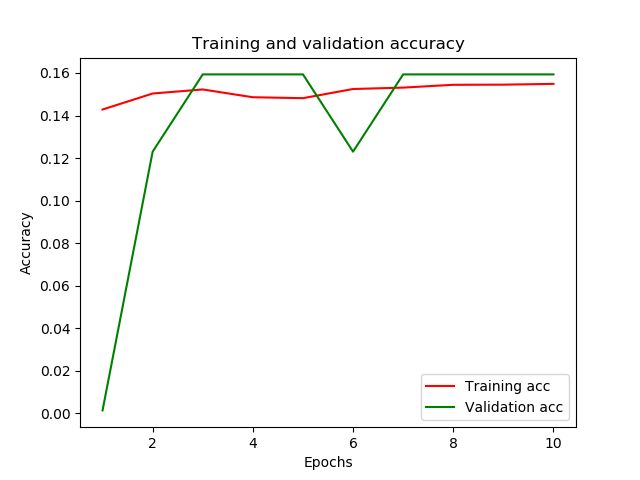 Training and validation accuracy
0.16
0.14
0.12
0.10
0.08
0.06
0.04
0.02
0.00
Accuracy
2
4
6
8
10
Epochs
Training acc
Validation acc